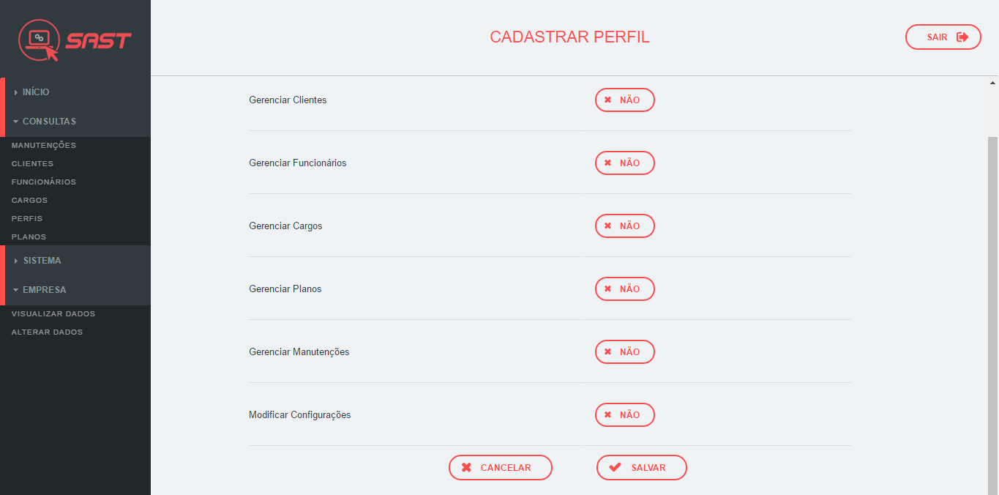 SAST
CADASTRAR PERFIL
SAIR
INÍCIO
CONSULTAS
MANUTENÇÕES
CLIENTES
FUNCIONÁRIOS
CARGOS
PERFIS
PLANOS
SISTEMA
EMPRESA
VISUALIZAR DADOS
ALTERAR DADOS
Gerenciar Clientes NÃO
Gerenciar Funcionários NÃO
Gerenciar Cargos NÃO
Gerenciar Planos NÃO
Gerenciar Manutenções NÃO
Modificar Configurações NÃO
CANCELAR SALVAR